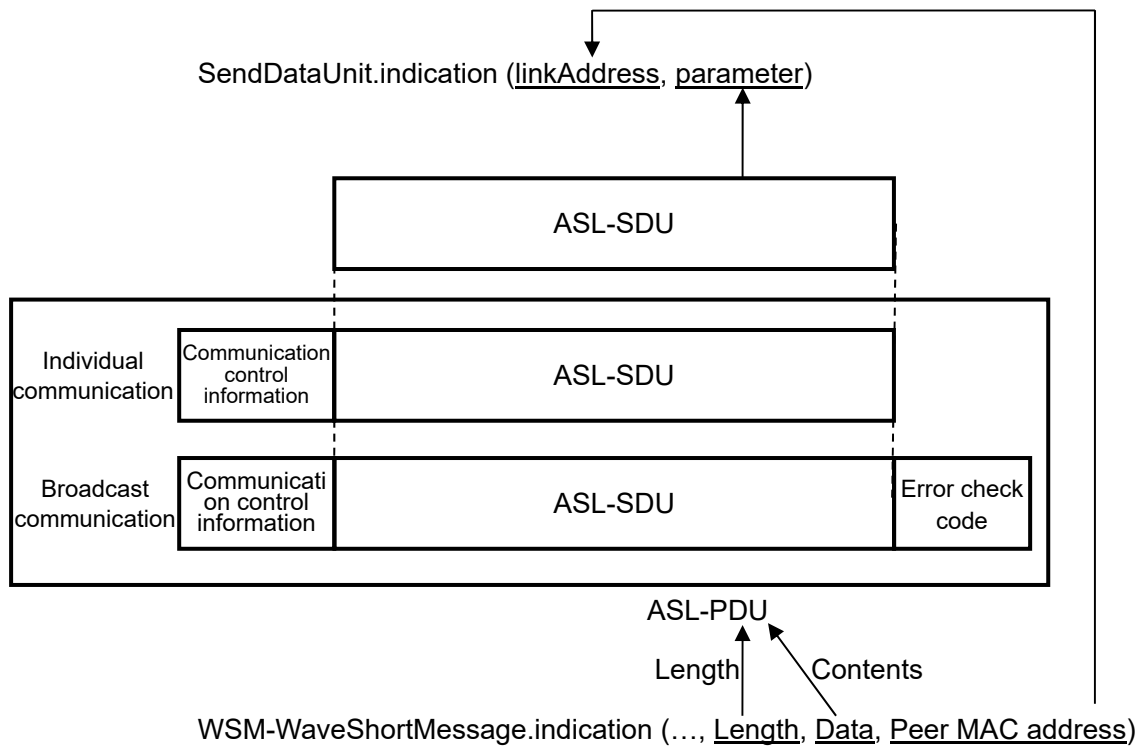 SendDataUnit.indication (linkAddress, parameter)
ASL-SDU
Individual
communication
Communication
control
information
ASL-SDU
Broadcast
communication
Communicati
on control
information
ASL-SDU
Error check
code
ASL-PDU
Length
Contents
WSM-WaveShortMessage.indication (…, Length, Data, Peer MAC address)